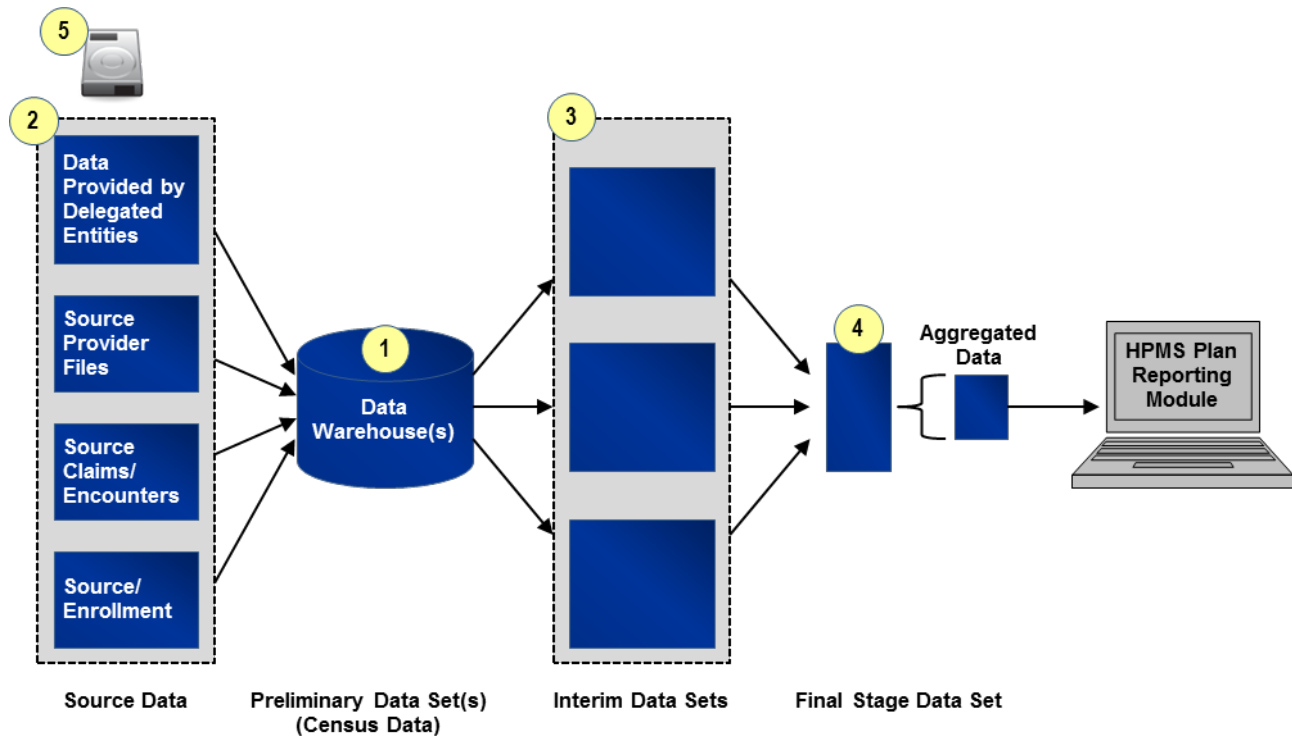 5
2
Data
Provided by
Delegated
Entities
Source
Provider
Files
Source
Claims/
Encounters
Source/
Enrollment
1
Data
Warehouse(s)
3
4
Aggregated
Data
HPMS Plan
Reporting
Module
Source Data
Preliminary Data Set(s)
(Census Data)
Interim Data Sets
Final Stage Data Set